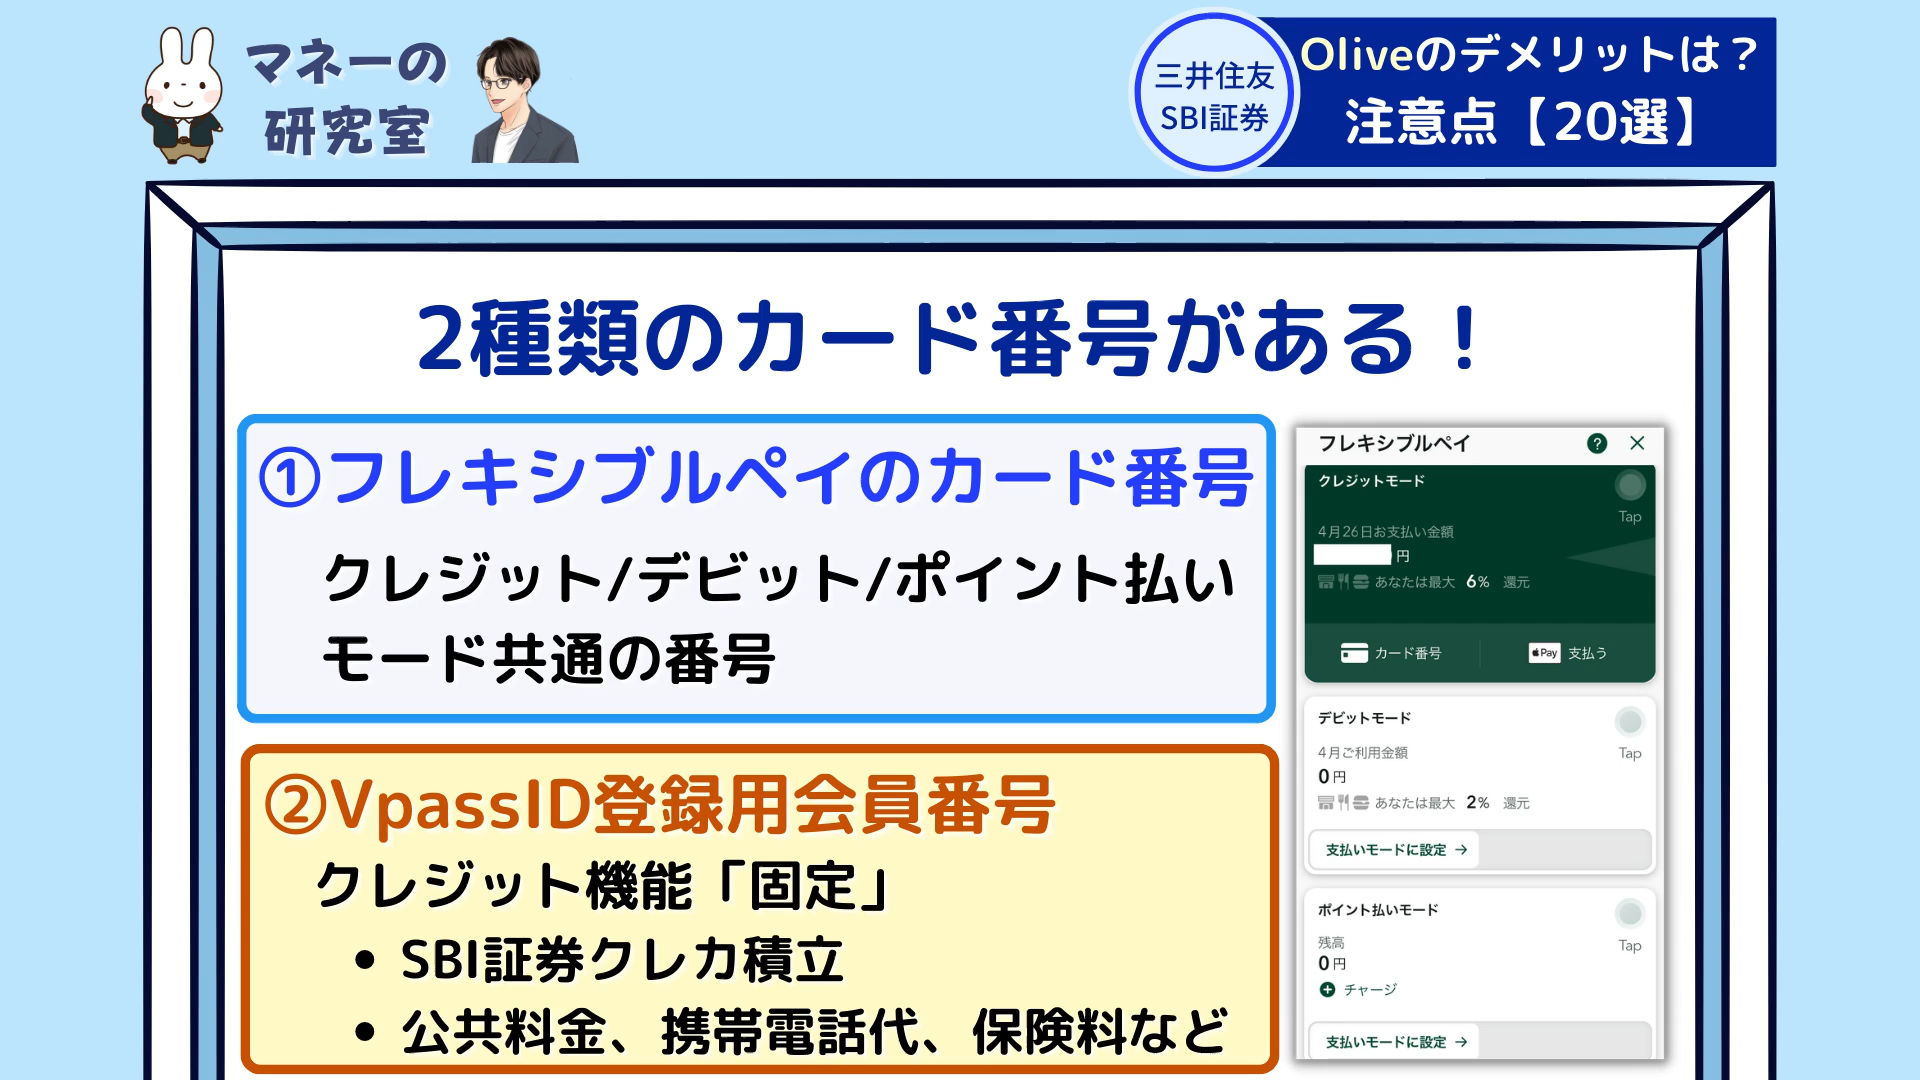 マネーの
研究室
三井住友
SBI証券
Oliveのデメリットは？
注意点【20選】
2種類のカード番号がある！
①フレキシブルペイのカード番号
クレジット/デビット/ポイント払い
モード共通の番号
②VpassID登録用会員番号
クレジット機能「固定」
• SBI証券クレカ積立
• 公共料金、携帯電話代、保険料など
フレキシブルペイ ? ×
クレジットモード
Tap
4月26日お支払い金額
円
あなたは最大 6% 還元
カード番号
Pay 支払う
デビットモード
4月ご利用金額
Tap
0円
あなたは最大 2% 還元
支払いモードに設定 →
ポイント払いモード
残高
Tap
0円
チャージ
支払いモードに設定 →